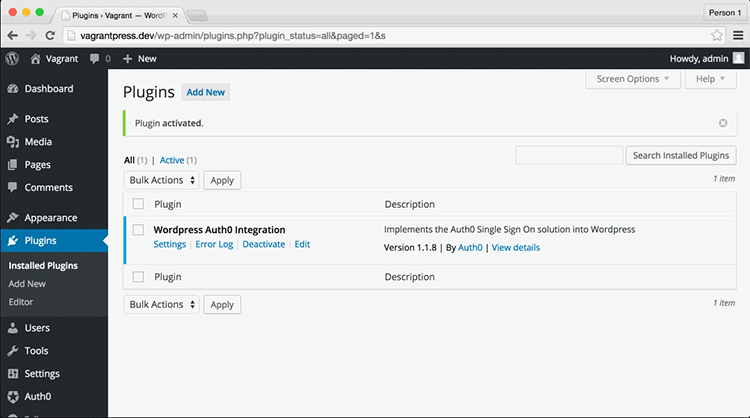 Plugins ‹ Vagrant — WordP
Person 1
vagrantpress.dev/wp-admin/plugins.php?plugin_status=all&paged=1&s
Vagrant 0 + New Howdy, admin
Screen Options ▼ Help ▼
Dashboard
Posts
Media
Pages
Comments
Appearance
Plugins
Installed Plugins
Add New
Editor
Users
Tools
Settings
Auth0
Plugins Add New
Plugin activated.
All (1) | Active (1)
Search Installed Plugins
Bulk Actions Apply 1 item
Plugin Description
Wordpress Auth0 Integration Implements the Auth0 Single Sign On solution into Wordpress
Settings | Error Log | Deactivate | Edit Version 1.1.8 | By Auth0 | View details
Plugin Description
Bulk Actions Apply 1 item